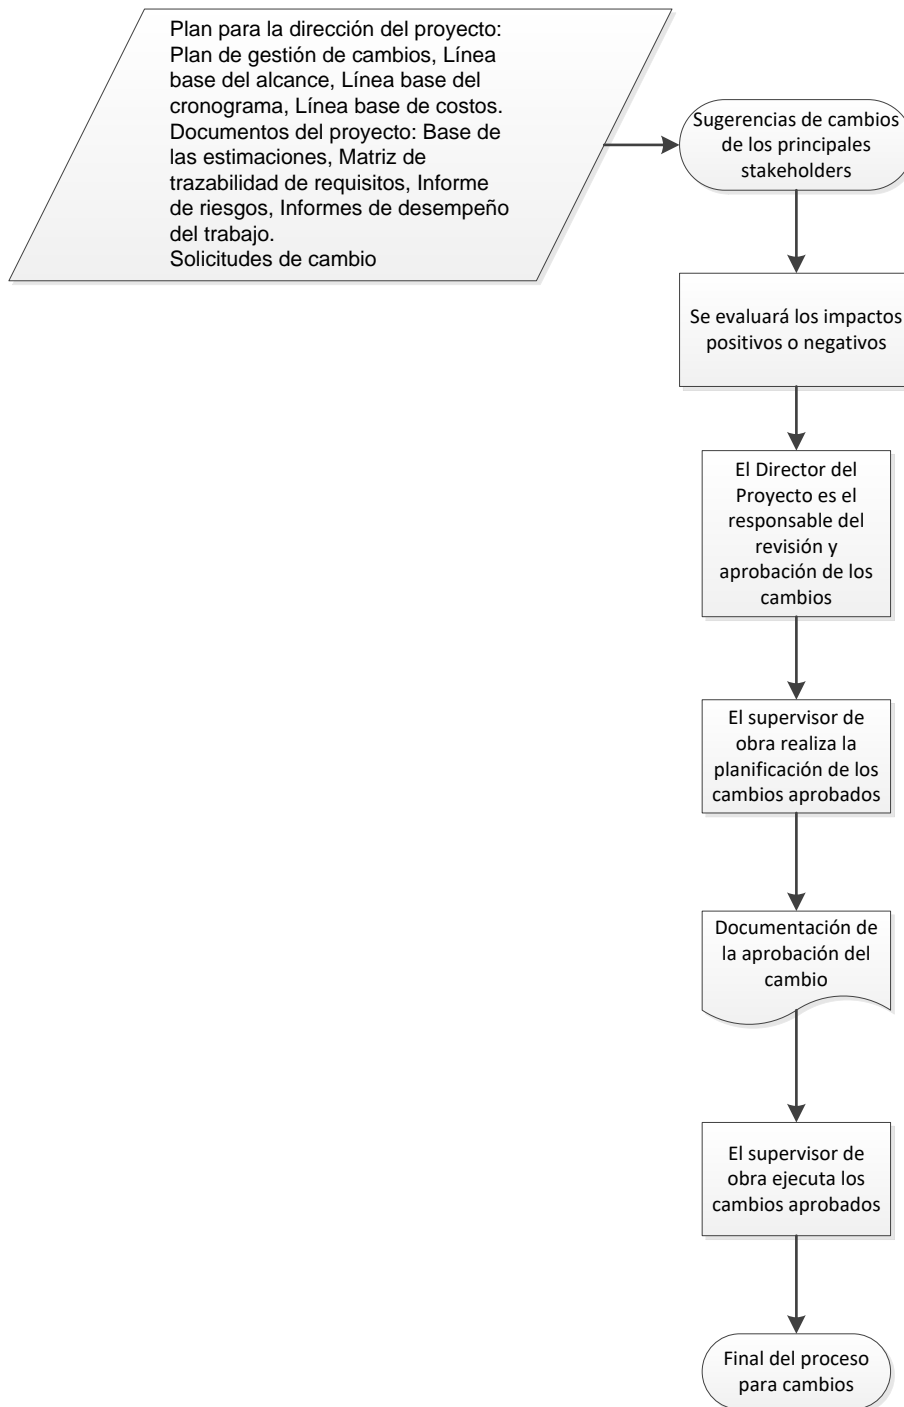 Plan para la dirección del proyecto:
Plan de gestión de cambios, Línea
base del alcance, Línea base del
cronograma, Línea base de costos.
Documentos del proyecto: Base de
las estimaciones, Matriz de
trazabilidad de requisitos, Informe
de riesgos, Informes de desempeño
del trabajo.
Solicitudes de cambio
Sugerencias de cambios
de los principales
stakeholders
Se evaluará los impactos
positivos o negativos
El Director del
Proyecto es el
responsable del
revisión y
aprobación de los
cambios
El supervisor de
obra realiza la
planificación de los
cambios aprobados
Documentación de
la aprobación del
cambio
El supervisor de
obra ejecuta los
cambios aprobados
Final del proceso
para cambios